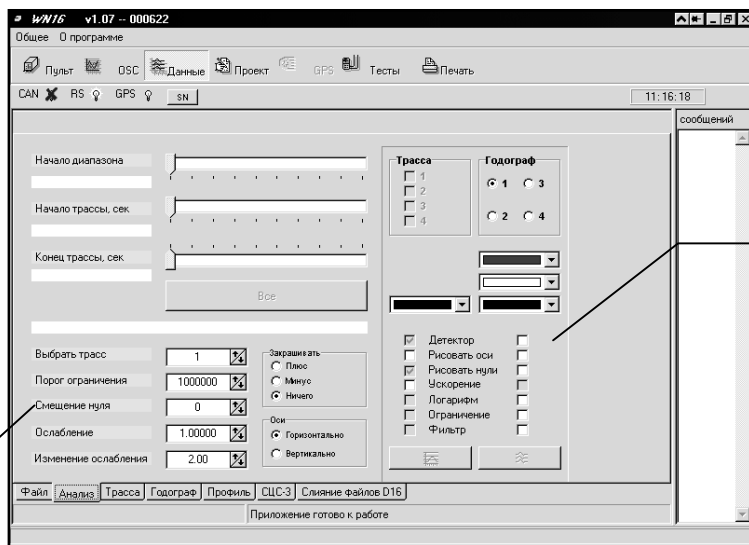 WN16 v1.07 -- 000622
Общее О программе
Пульт OSC Данные Проект GPS Тесты Печать
CAN RS GPS SN 11:16:18
сообщений
Начало диапазона
Начало трассы, сек
Конец трассы, сек
Все
Трасса
1
2
3
4
Годограф
1 3
2 4
Выбрать трасс 1
Порог ограничения 1000000
Смещение нуля 0
Ослабление 1.00000
Изменение ослабления 2.00
Закрашивать
Плюс
Минус
Ничего
Оси
Горизонтально
Вертикально
Детектор
Рисовать оси
Рисовать нули
Ускорение
Логарифм
Ограничение
Фильтр
Файл Анализ Трасса Годограф Профиль СЦС-3 Слияние файлов D16
Приложение готово к работе